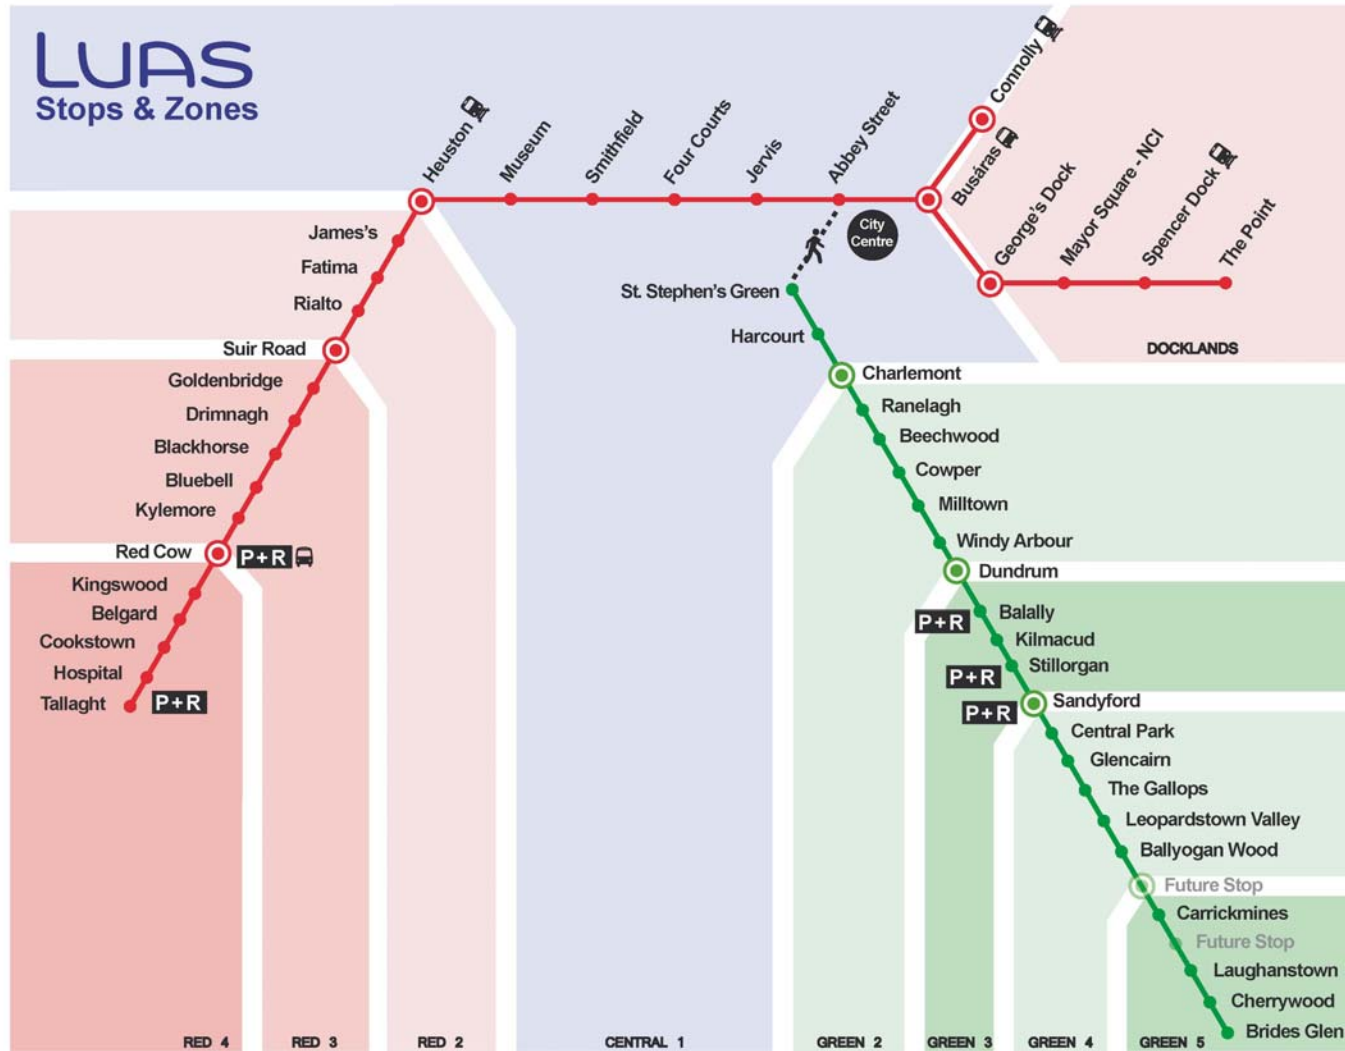 LUAS
Stops & Zones
Heuston
Museum
Smithfield
Four Courts
Jervis
Abbey Street
Busáras
Connolly
George's Dock
Mayor Square - NCI
Spencer Dock
The Point
City
Centre
DOCKLANDS
James's
Fatima
Rialto
Suir Road
Goldenbridge
Drimnagh
Blackhorse
Bluebell
Kylemore
Red Cow
P+R
Kingswood
Belgard
Cookstown
Hospital
Tallaght
P+R
St. Stephen's Green
Harcourt
Charlemont
Ranelagh
Beechwood
Cowper
Milltown
Windy Arbour
Dundrum
Balally
P+R
Kilmacud
Stillorgan
P+R
Sandyford
P+R
Central Park
Glencairn
The Gallops
Leopardstown Valley
Ballyogan Wood
Future Stop
Carrickmines
Future Stop
Laughanstown
Cherrywood
Brides Glen
RED 4
RED 3
RED 2
CENTRAL 1
GREEN 2
GREEN 3
GREEN 4
GREEN 5